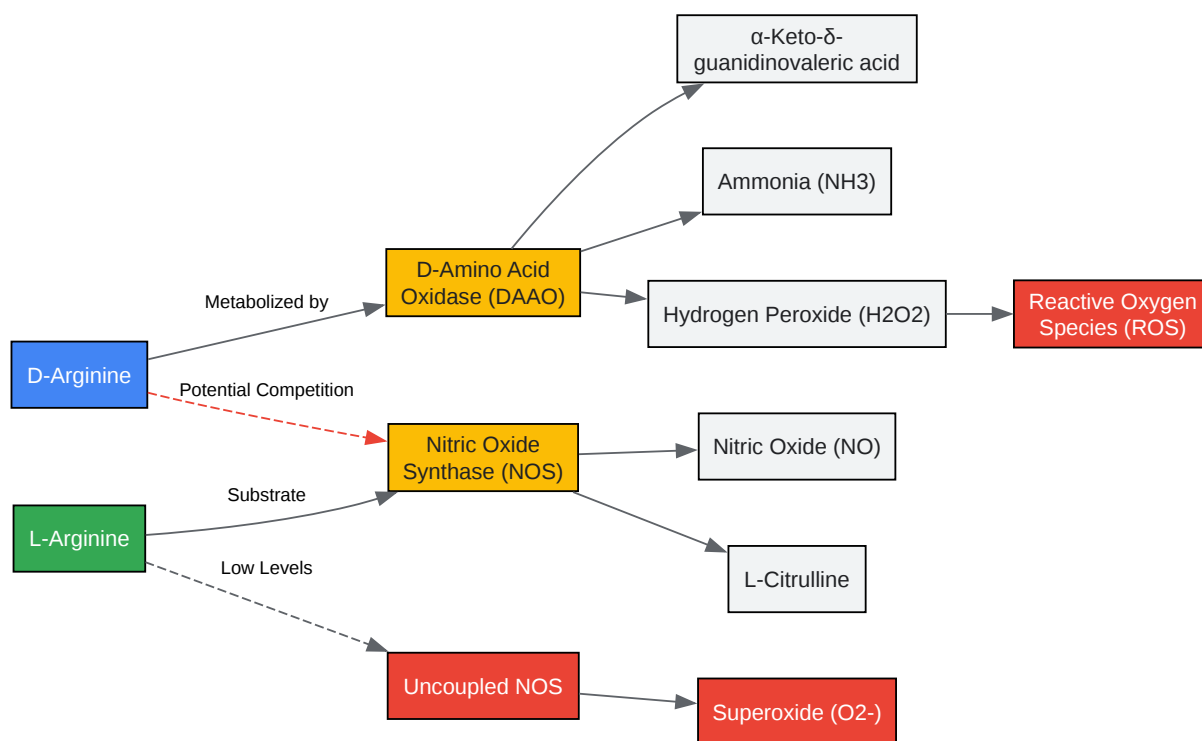 α-Keto-δ-
guanidinovaleric acid
Ammonia (NH3)
D-Amino Acid
Oxidase (DAAO)
Metabolized by
Hydrogen Peroxide (H2O2)
Reactive Oxygen
Species (ROS)
D-Arginine
Potential Competition
Nitric Oxide
Synthase (NOS)
Nitric Oxide (NO)
Substrate
L-Arginine
Low Levels
L-Citrulline
Uncoupled NOS
Superoxide (O2-)